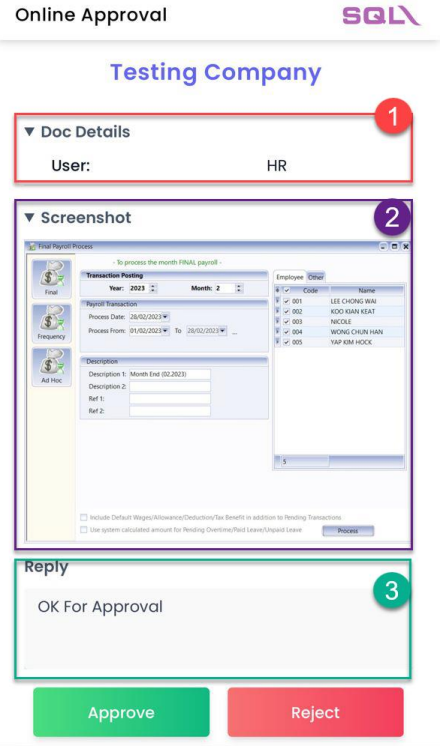 Online Approval
SQL
Testing Company
1
▼ Doc Details
User: HR
2
▼ Screenshot
Final Payroll Process
- To process the month FINAL payroll -
Final
Frequency
Ad Hoc
Transaction Posting
Year: 2023 Month: 2
Payroll Transaction
Process Date: 28/02/2023
Process From: 01/02/2023 To 28/02/2023 ...
Description
Description 1: Month End (02.2023)
Description 2:
Ref 1:
Ref 2:
Employee Other
Code Name
001 LEE CHONG WAI
002 KOO KIAN KEAT
003 NICOLE
004 WONG CHUN HAN
005 YAP KIM HOCK
5
Include Default Wages/Allowance/Deduction/Tax Benefit in addition to Pending Transactions
Use system calculated amount for Pending Overtime/Paid Leave/Unpaid Leave
Process
Reply
3
OK For Approval
Approve Reject